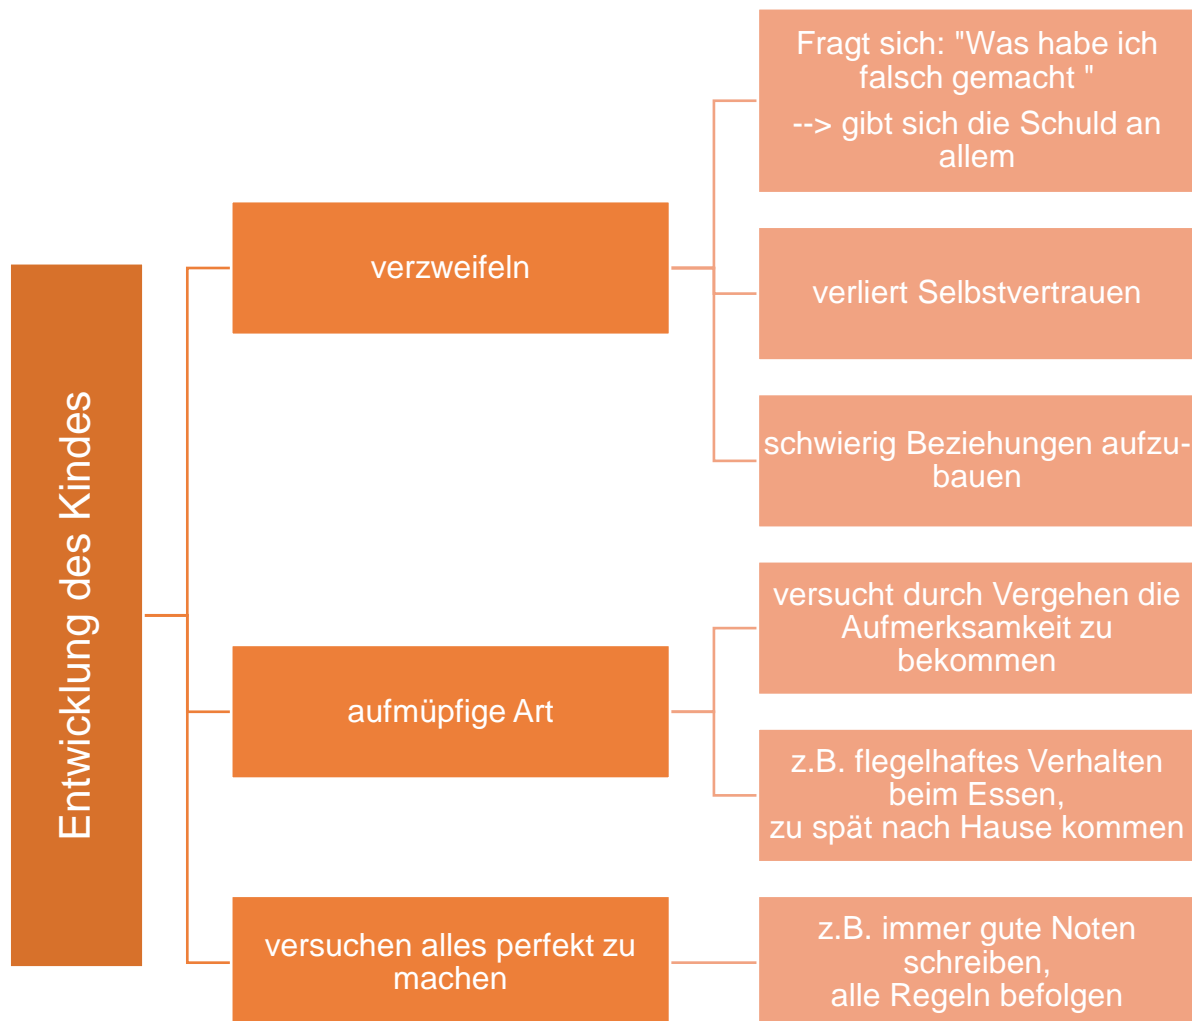 Entwicklung des Kindes
verzweifeln
Fragt sich: "Was habe ich
falsch gemacht "
--> gibt sich die Schuld an
allem
verliert Selbstvertrauen
schwierig Beziehungen aufzu-
bauen
aufmüpfige Art
versucht durch Vergehen die
Aufmerksamkeit zu
bekommen
z.B. flegelhaftes Verhalten
beim Essen,
zu spät nach Hause kommen
versuchen alles perfekt zu
machen
z.B. immer gute Noten
schreiben,
alle Regeln befolgen